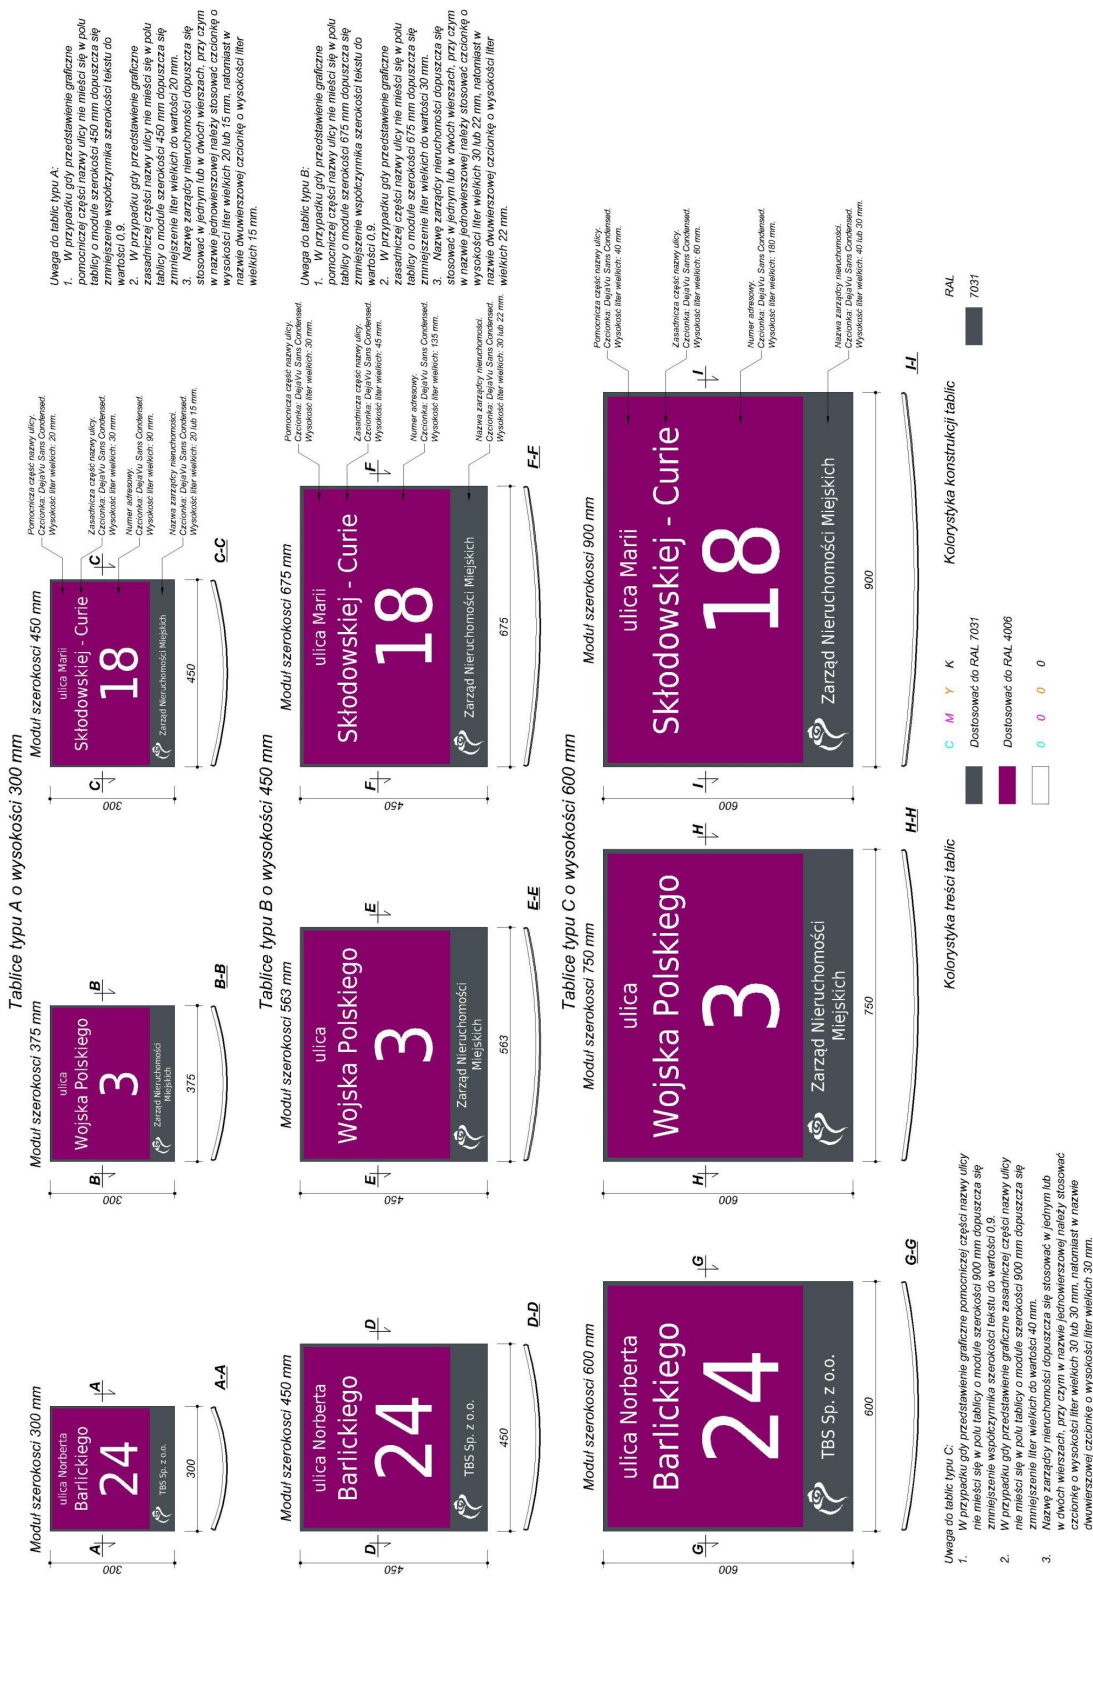 Tablice typu A o wysokości 300 mm
Moduł szerokosci 300 mm
ulica Norberta
Barlickiego
24
TBS Sp. z o.o.
A
A
300
300
A-A
Moduł szerokosci 375 mm
ulica
Wojska Polskiego
3
Zarząd Nieruchomości
Miejskich
B
B
300
375
B-B
Moduł szerokosci 450 mm
ulica Marii
Skłodowskiej - Curie
18
Zarząd Nieruchomości Miejskich
C
C
300
450
C-C
Pomocnicza część nazwy ulicy.
Czcionka: DejaVu Sans Condensed.
Wysokość liter wielkich: 20 mm.
Zasadnicza część nazwy ulicy.
Czcionka: DejaVu Sans Condensed.
Wysokość liter wielkich: 30 mm.
Numer adresowy.
Czcionka: DejaVu Sans Condensed.
Wysokość liter wielkich: 90 mm.
Nazwa zarządcy nieruchomości.
Czcionka: DejaVu Sans Condensed.
Wysokość liter wielkich: 20 lub 15 mm.
Uwaga do tablic typu A:
1. W przypadku gdy przedstawienie graficzne
pomocniczej części nazwy ulicy nie mieści się w polu
tablicy o module szerokości 450 mm dopuszcza się
zmniejszenie współczynnika szerokości tekstu do
wartości 0,9.
2. W przypadku gdy przedstawienie graficzne
zasadniczej części nazwy ulicy nie mieści się w polu
tablicy o module szerokości 450 mm dopuszcza się
zmniejszenie liter wielkich do wartości 20 mm.
3. Nazwę zarządcy nieruchomości dopuszcza się
stosować w jednym lub w dwóch wierszach, przy czym
w nazwie jednowierszowej należy stosować czcionkę o
wysokości liter wielkich 20 lub 15 mm, natomiast w
nazwie dwuwierszowej czcionkę o wysokości liter
wielkich 15 mm.
Tablice typu B o wysokości 450 mm
Moduł szerokosci 450 mm
ulica Norberta
Barlickiego
24
TBS Sp. z o.o.
D
D
450
450
D-D
Moduł szerokosci 563 mm
ulica
Wojska Polskiego
3
Zarząd Nieruchomości
Miejskich
E
E
450
563
E-E
Moduł szerokosci 675 mm
ulica Marii
Skłodowskiej - Curie
18
Zarząd Nieruchomości Miejskich
F
F
450
675
F-F
Pomocnicza część nazwy ulicy.
Czcionka: DejaVu Sans Condensed.
Wysokość liter wielkich: 30 mm.
Zasadnicza część nazwy ulicy.
Czcionka: DejaVu Sans Condensed.
Wysokość liter wielkich: 45 mm.
Numer adresowy.
Czcionka: DejaVu Sans Condensed.
Wysokość liter wielkich: 135 mm.
Nazwa zarządcy nieruchomości.
Czcionka: DejaVu Sans Condensed.
Wysokość liter wielkich: 30 lub 22 mm.
Uwaga do tablic typu B:
1. W przypadku gdy przedstawienie graficzne
pomocniczej części nazwy ulicy nie mieści się w polu
tablicy o module szerokości 675 mm dopuszcza się
zmniejszenie współczynnika szerokości tekstu do
wartości 0,9.
2. W przypadku gdy przedstawienie graficzne
zasadniczej części nazwy ulicy nie mieści się w polu
tablicy o module szerokości 675 mm dopuszcza się
zmniejszenie liter wielkich do wartości 30 mm.
3. Nazwę zarządcy nieruchomości dopuszcza się
stosować w jednym lub w dwóch wierszach, przy czym
w nazwie jednowierszowej należy stosować czcionkę o
wysokości liter wielkich 30 lub 22 mm, natomiast w
nazwie dwuwierszowej czcionkę o wysokości liter
wielkich 22 mm.
Tablice typu C o wysokości 600 mm
Moduł szerokosci 600 mm
ulica Norberta
Barlickiego
24
TBS Sp. z o.o.
G
G
600
600
G-G
Moduł szerokosci 750 mm
ulica
Wojska Polskiego
3
Zarząd Nieruchomości
Miejskich
H
H
600
750
H-H
Moduł szerokosci 900 mm
ulica Marii
Skłodowskiej - Curie
18
Zarząd Nieruchomości Miejskich
I
I
600
900
I-I
Pomocnicza część nazwy ulicy.
Czcionka: DejaVu Sans Condensed.
Wysokość liter wielkich: 40 mm.
Zasadnicza część nazwy ulicy.
Czcionka: DejaVu Sans Condensed.
Wysokość liter wielkich: 60 mm.
Numer adresowy.
Czcionka: DejaVu Sans Condensed.
Wysokość liter wielkich: 180 mm.
Nazwa zarządcy nieruchomości.
Czcionka: DejaVu Sans Condensed.
Wysokość liter wielkich: 40 lub 30 mm.
Uwaga do tablic typu C:
1. W przypadku gdy przedstawienie graficzne pomocniczej części nazwy ulicy
nie mieści się w polu tablicy o module szerokości 900 mm dopuszcza się
zmniejszenie współczynnika szerokości tekstu do wartości 0,9.
2. W przypadku gdy przedstawienie graficzne zasadniczej części nazwy ulicy
nie mieści się w polu tablicy o module szerokości 900 mm dopuszcza się
zmniejszenie liter wielkich do wartości 40 mm.
3. Nazwę zarządcy nieruchomości dopuszcza się stosować w jednym lub
w dwóch wierszach, przy czym w nazwie jednowierszowej należy stosować
czcionkę o wysokości liter wielkich 30 lub 30 mm, natomiast w nazwie
dwuwierszowej czcionkę o wysokości liter wielkich 30 mm.
Kolorystyka treści tablic
C M Y K
Dostosować do RAL 7031
Dostosować do RAL 4006
0 0 0 0
Kolorystyka konstrukcji tablic
RAL
7031